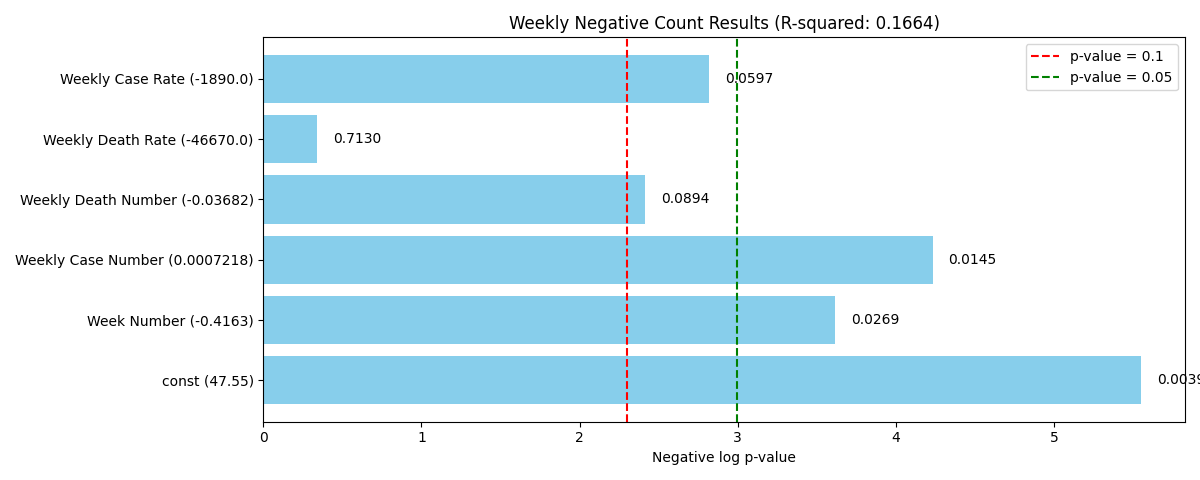 Weekly Negative Count Results (R-squared: 0.1664)
p-value = 0.1
p-value = 0.05
Weekly Case Rate (-1890.0)
0.0597
Weekly Death Rate (-46670.0)
0.7130
Weekly Death Number (-0.03682)
0.0894
Weekly Case Number (0.0007218)
0.0145
Week Number (-0.4163)
0.0269
const (47.55)
0.0039
0 1 2 3 4 5
Negative log p-value